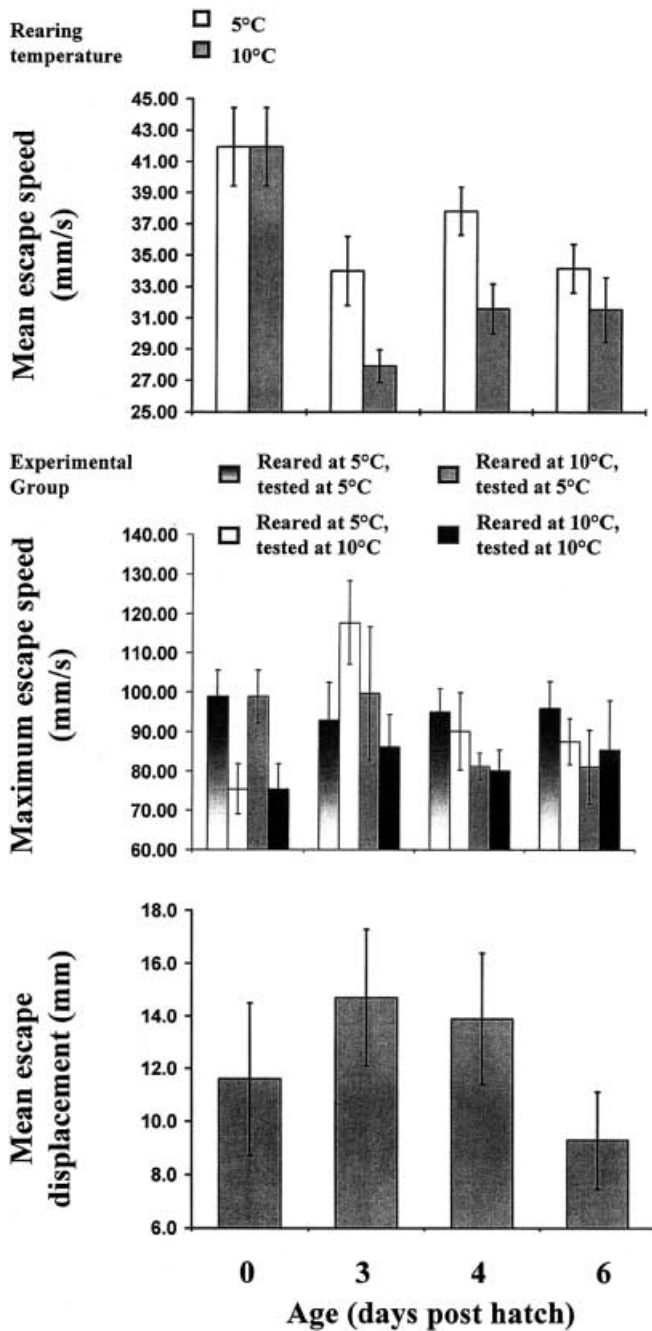 Rearing temperature
5°C
10°C
Mean escape speed
(mm/s)
45.00
43.00
41.00
39.00
37.00
35.00
33.00
31.00
29.00
27.00
25.00
Experimental
Group
Reared at 5°C,
tested at 5°C
Reared at 10°C,
tested at 5°C
Reared at 5°C,
tested at 10°C
Reared at 10°C,
tested at 10°C
Maximum escape speed
(mm/s)
140.00
130.00
120.00
110.00
100.00
90.00
80.00
70.00
60.00
Mean escape
displacement (mm)
18.0
16.0
14.0
12.0
10.0
8.0
6.0
0 3 4 6
Age (days post hatch)